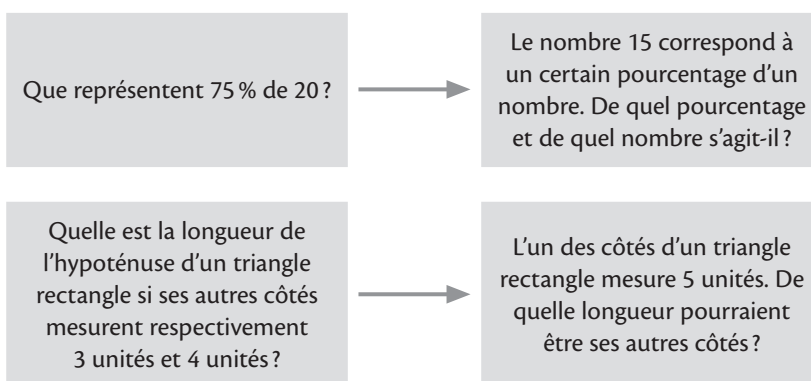 Que représentent 75 % de 20 ?
Le nombre 15 correspond à
un certain pourcentage d’un
nombre. De quel pourcentage
et de quel nombre s’agit-il ?
Quelle est la longueur de
l’hypoténuse d’un triangle
rectangle si ses autres côtés
mesurent respectivement
3 unités et 4 unités ?
L’un des côtés d’un triangle
rectangle mesure 5 unités. De
quelle longueur pourraient
être ses autres côtés ?